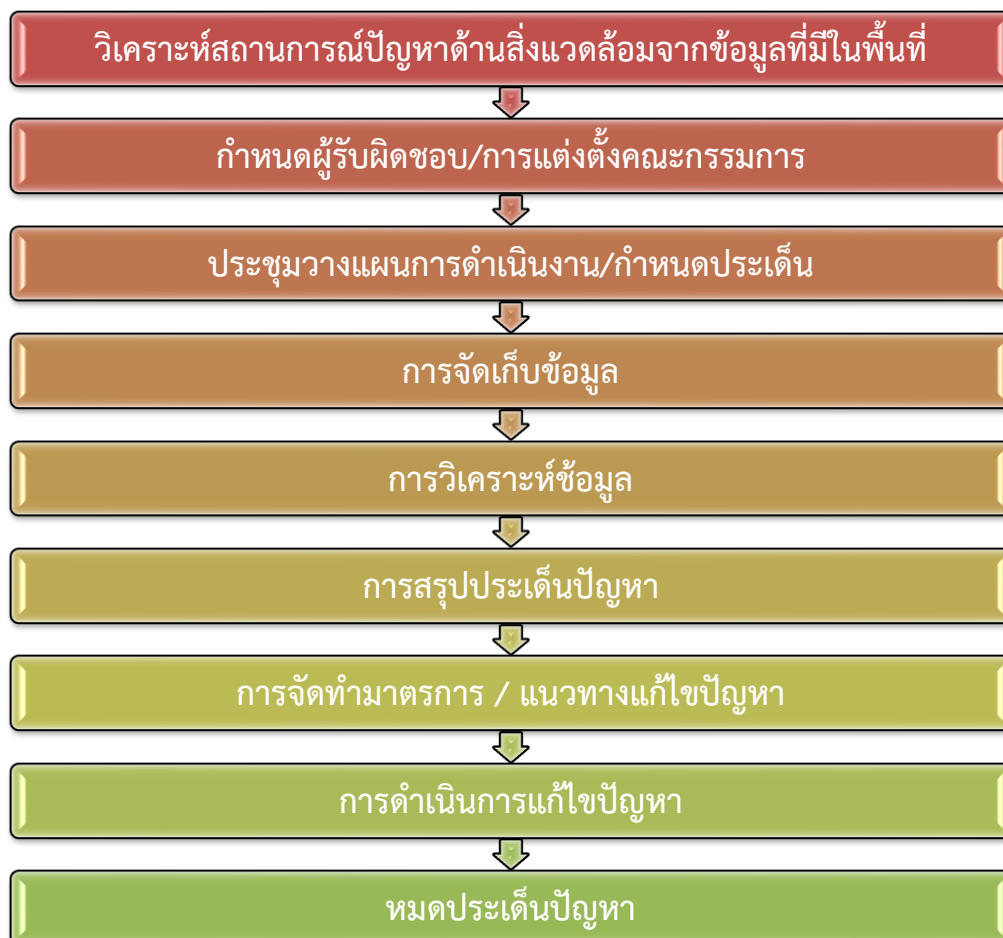 วิเคราะห์สถานการณ์ปัญหาด้านสิ่งแวดล้อมจากข้อมูลที่มีในพื้นที่
กำหนดผู้รับผิดชอบ/การแต่งตั้งคณะกรรมการ
ประชุมวางแผนการดำเนินงาน/กำหนดประเด็น
การจัดเก็บข้อมูล
การวิเคราะห์ช้อมูล
การสรุปประเด็นปัญหา
การจัดทำมาตรการ / แนวทางแก้ไขปัญหา
การดำเนินการแก้ไขปัญหา
หมดประเด็นปัญหา